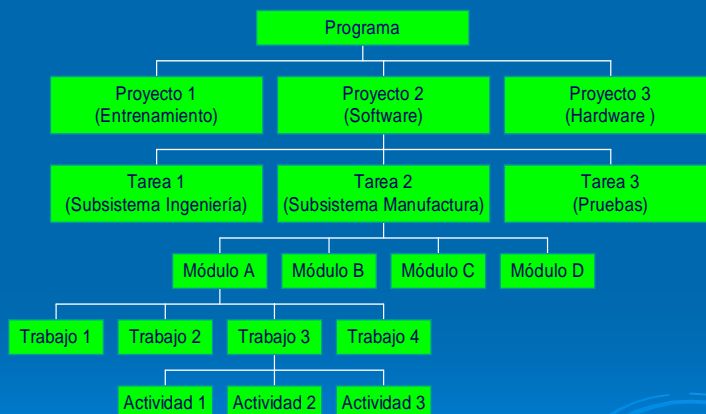 Programa
Proyecto 1
(Entrenamiento)
Proyecto 2
(Software)
Proyecto 3
(Hardware )
Tarea 1
(Subsistema Ingeniería)
Tarea 2
(Subsistema Manufactura)
Tarea 3
(Pruebas)
Módulo A
Módulo B
Módulo C
Módulo D
Trabajo 1
Trabajo 2
Trabajo 3
Trabajo 4
Actividad 1
Actividad 2
Actividad 3